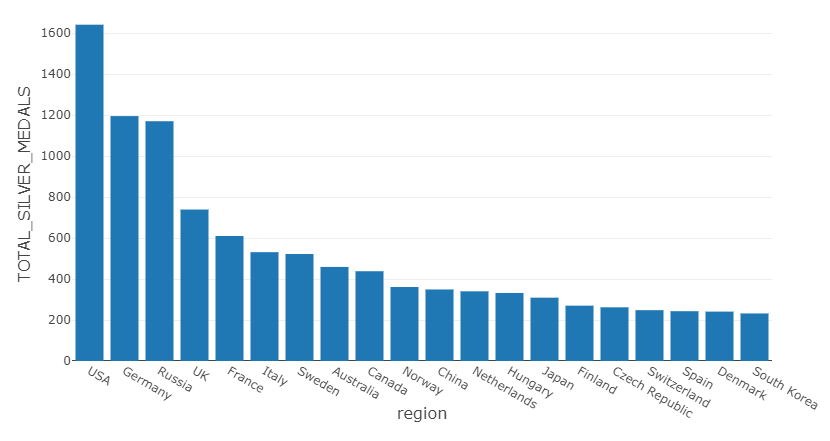 TOTAL_SILVER_MEDALS
1600
1400
1200
1000
800
600
400
200
0
USA
Germany
Russia
UK
France
Italy
Sweden
Australia
Canada
Norway
China
Netherlands
Hungary
Japan
Finland
Czech Republic
Switzerland
Spain
Denmark
South Korea
region